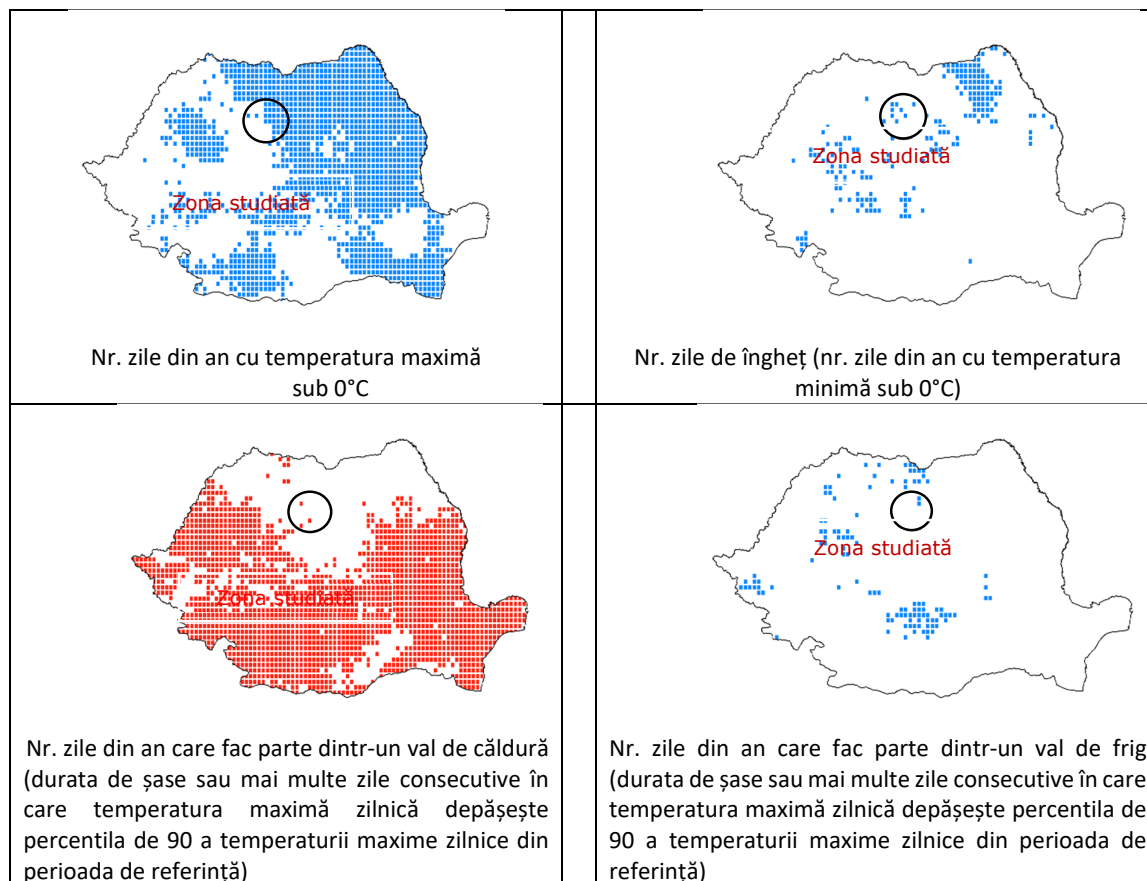 Zona studiată
Nr. zile din an cu temperatura maximă
sub 0°C
Zona studiată
Nr. zile de îngheț (nr. zile din an cu temperatura
minimă sub 0°C)
Zona studiată
Nr. zile din an care fac parte dintr-un val de căldură
(durata de șase sau mai multe zile consecutive în
care temperatura maximă zilnică depășește
percentila de 90 a temperaturii maxime zilnice din
perioada de referință)
Zona studiată
Nr. zile din an care fac parte dintr-un val de frig
(durata de șase sau mai multe zile consecutive în care
temperatura maximă zilnică depășește percentila de
90 a temperaturii maxime zilnice din perioada de
referință)